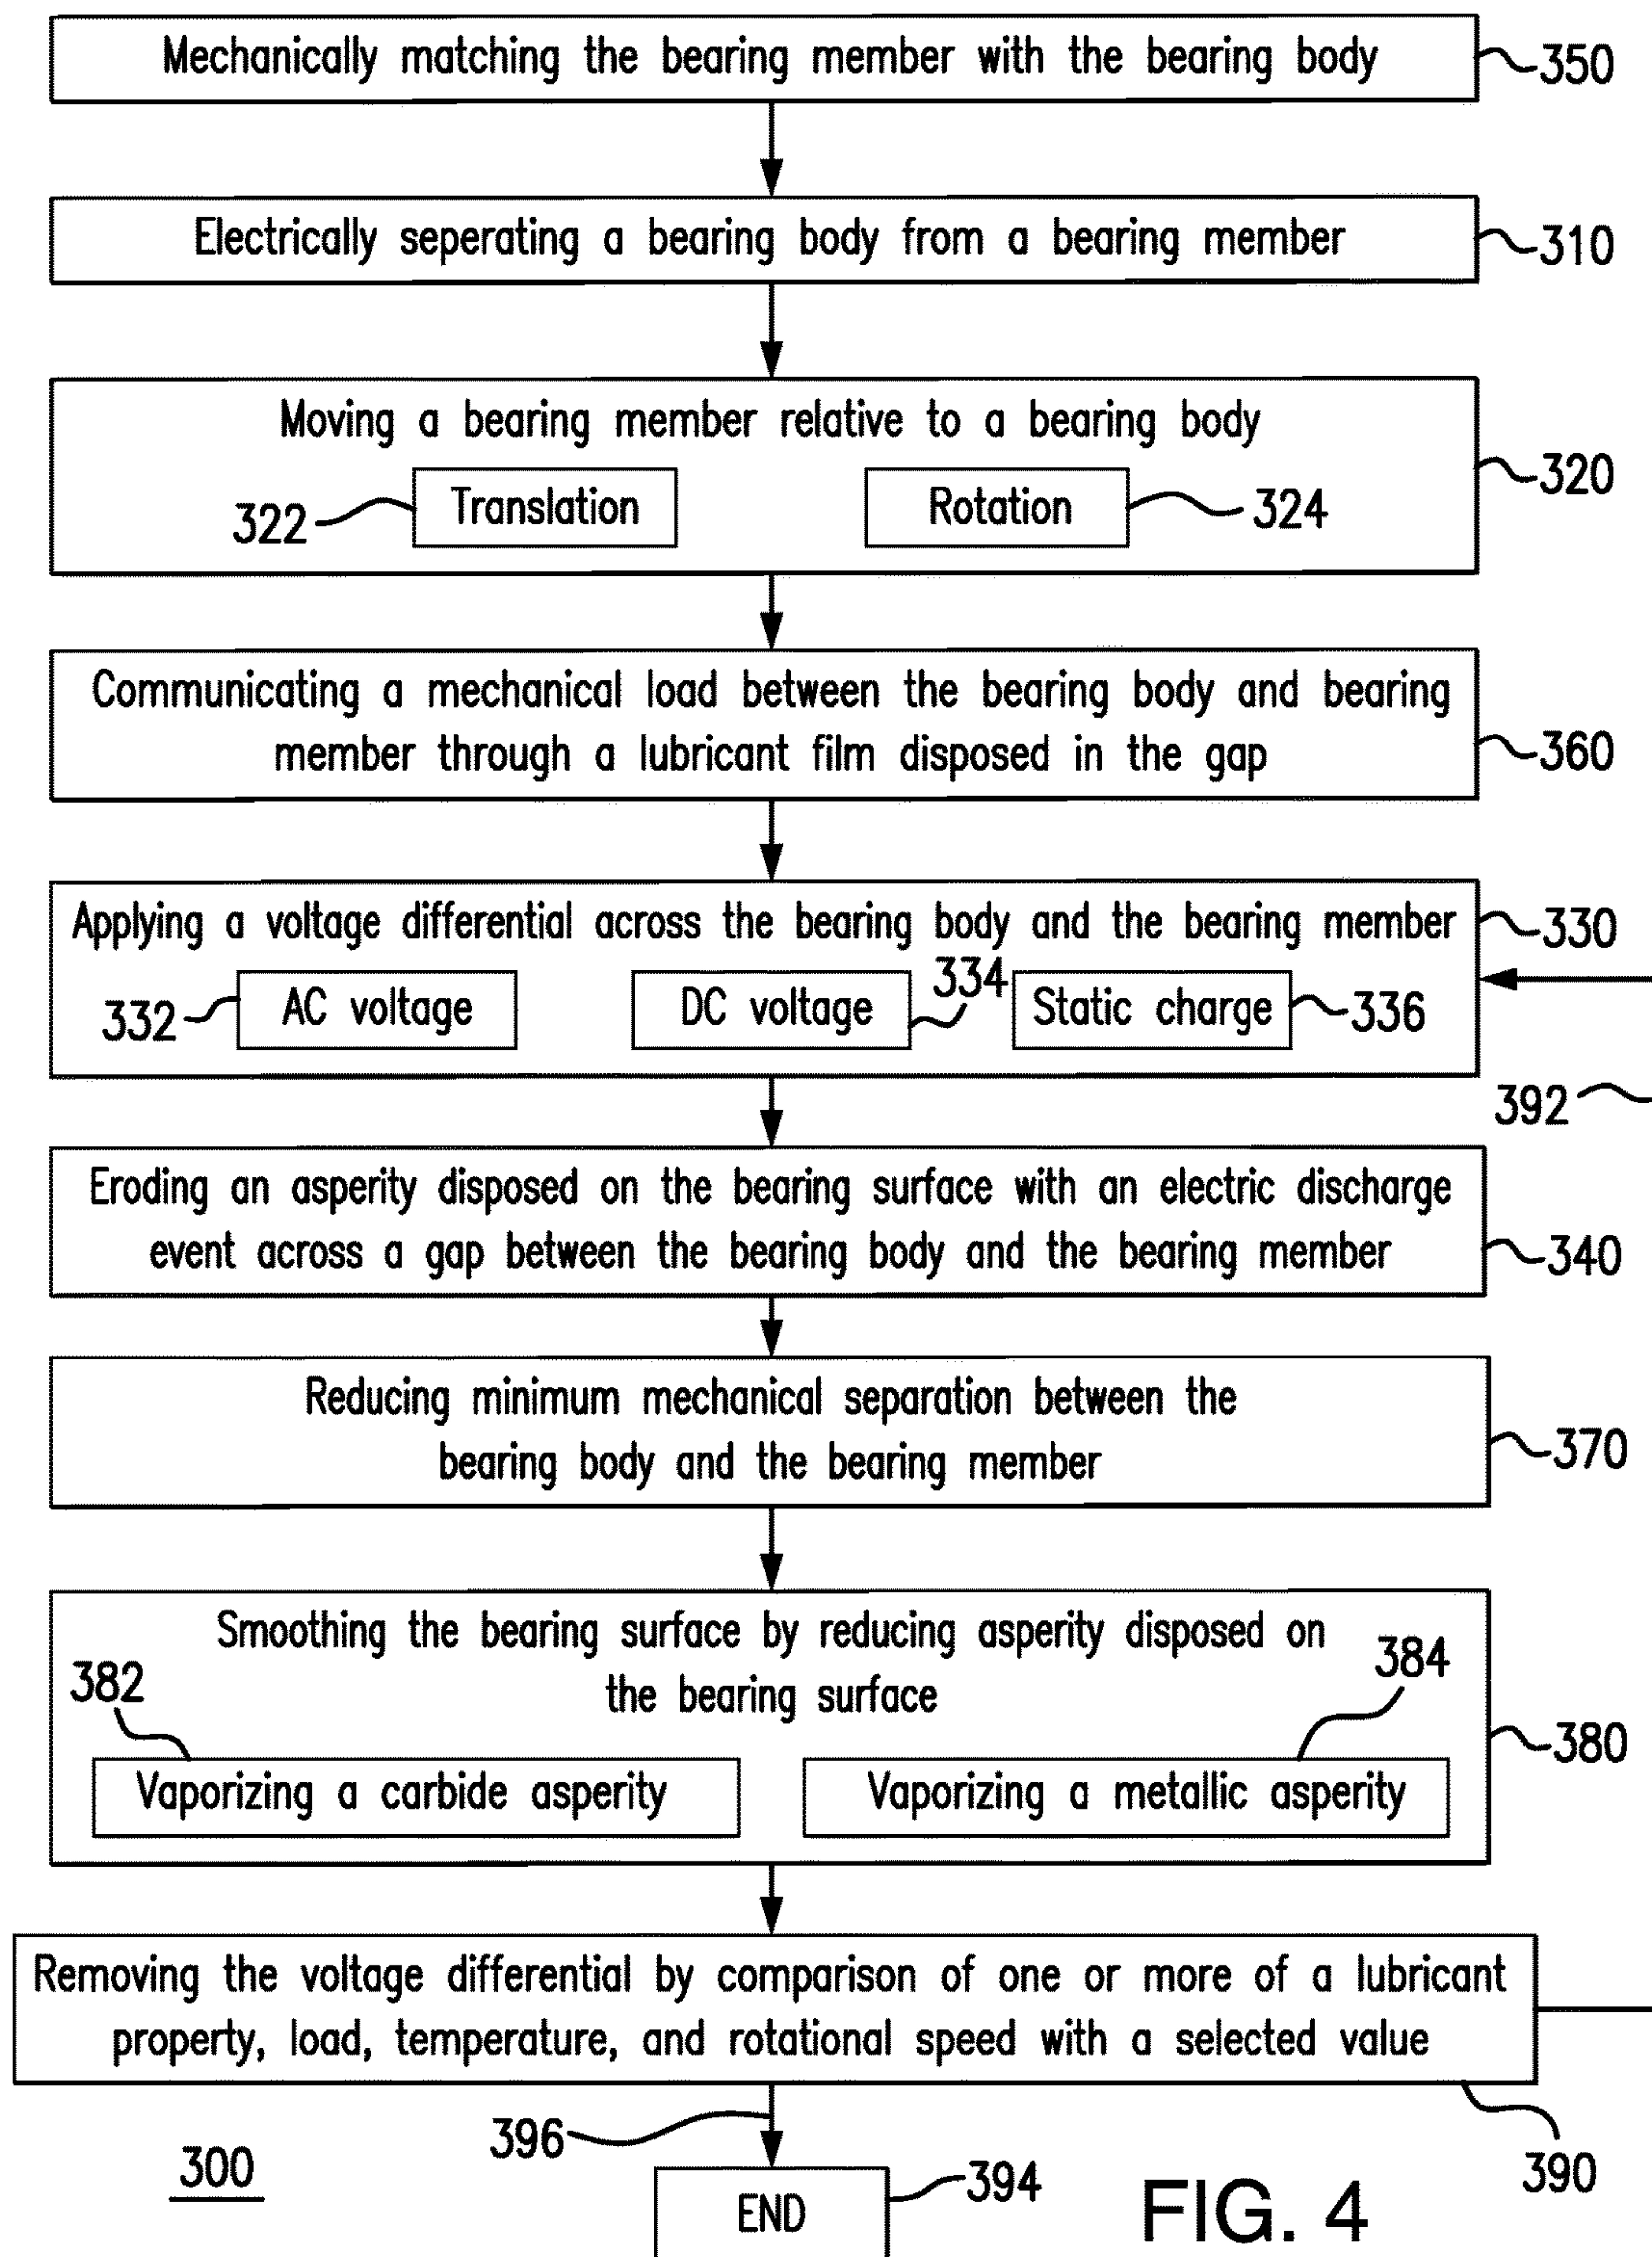 Mechanically matching the bearing member with the bearing body
350
Electrically seperating a bearing body from a bearing member
310
Moving a bearing member relative to a bearing body
320
322
Translation
Rotation
324
Communicating a mechanical load between the bearing body and bearing
member through a lubricant film disposed in the gap
360
Applying a voltage differential across the bearing body and the bearing member
330
332
AC voltage
DC voltage
334
Static charge
336
392
Eroding an asperity disposed on the bearing surface with an electric discharge
event across a gap between the bearing body and the bearing member
340
Reducing minimum mechanical separation between the
bearing body and the bearing member
370
Smoothing the bearing surface by reducing asperity disposed on
the bearing surface
380
382
Vaporizing a carbide asperity
384
Vaporizing a metallic asperity
Removing the voltage differential by comparison of one or more of a lubricant
property, load, temperature, and rotational speed with a selected value
390
396
300
END
394
FIG. 4